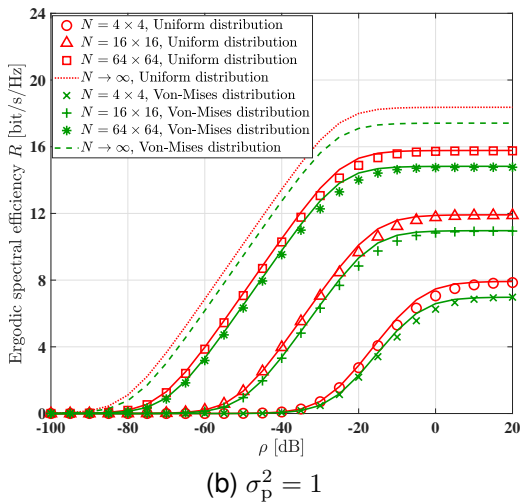 24
20
16
12
8
4
0
Ergodic spectral efficiency R [bit/s/Hz]
N = 4 × 4, Uniform distribution
N = 16 × 16, Uniform distribution
N = 64 × 64, Uniform distribution
N → ∞, Uniform distribution
N = 4 × 4, Von-Mises distribution
N = 16 × 16, Von-Mises distribution
N = 64 × 64, Von-Mises distribution
N → ∞, Von-Mises distribution
-100 -80 -60 -40 -20 0 20
ρ [dB]
(b) σ_p^2 = 1